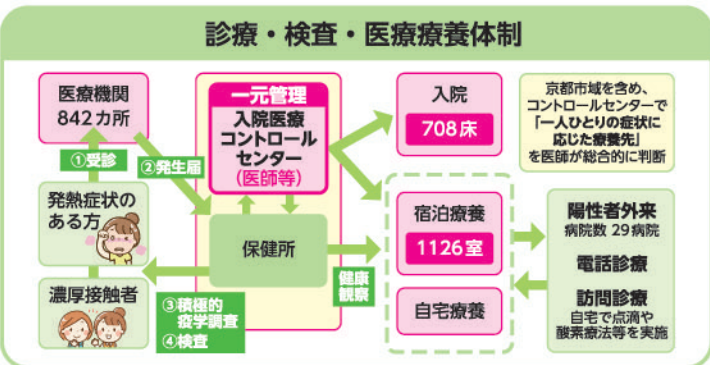 診療・検査・医療療養体制
医療機関
842カ所
①受診
②発生届
発熱症状の
ある方
濃厚接触者
一元管理
入院医療
コントロール
センター
(医師等)
保健所
③積極的
疫学調査
④検査
健康
観察
入院
708床
宿泊療養
1126室
自宅療養
京都市域を含め、
コントロールセンターで
「一人ひとりの症状に
応じた療養先」
を医師が総合的に判断
陽性者外来
病院数 29病院
電話診療
訪問診療
自宅で点滴や
酸素療法等を実施